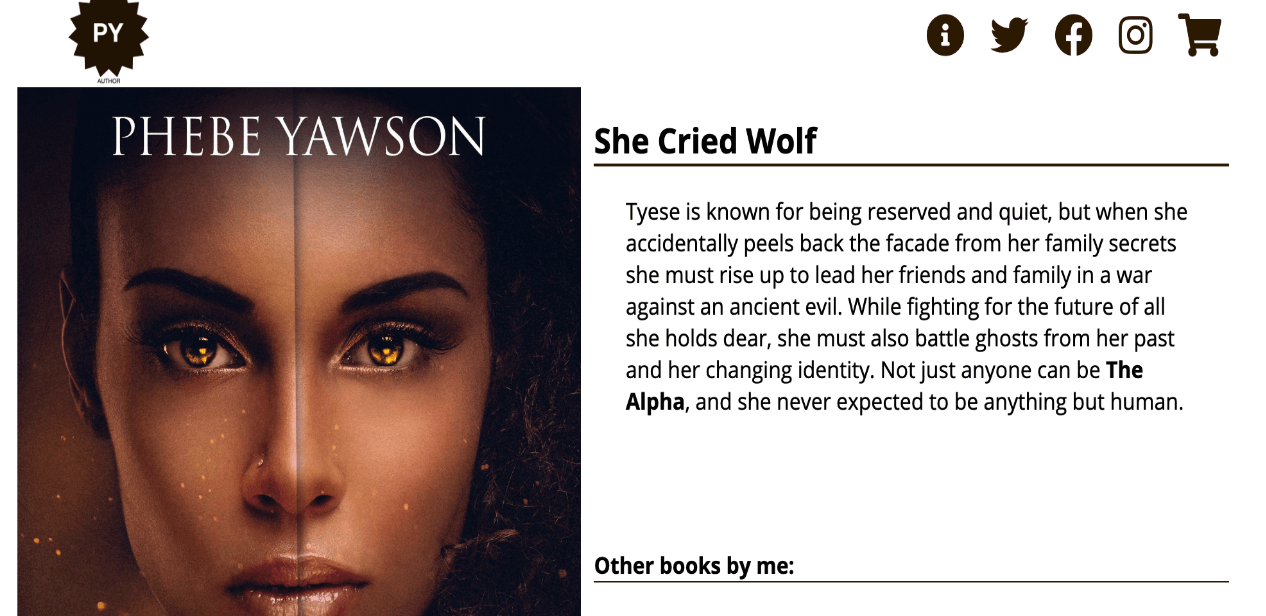 PY
AUTHOR
PHEBE YAWSON
She Cried Wolf
Tyese is known for being reserved and quiet, but when she
accidentally peels back the facade from her family secrets
she must rise up to lead her friends and family in a war
against an ancient evil. While fighting for the future of all
she holds dear, she must also battle ghosts from her past
and her changing identity. Not just anyone can be The
Alpha, and she never expected to be anything but human.
Other books by me: